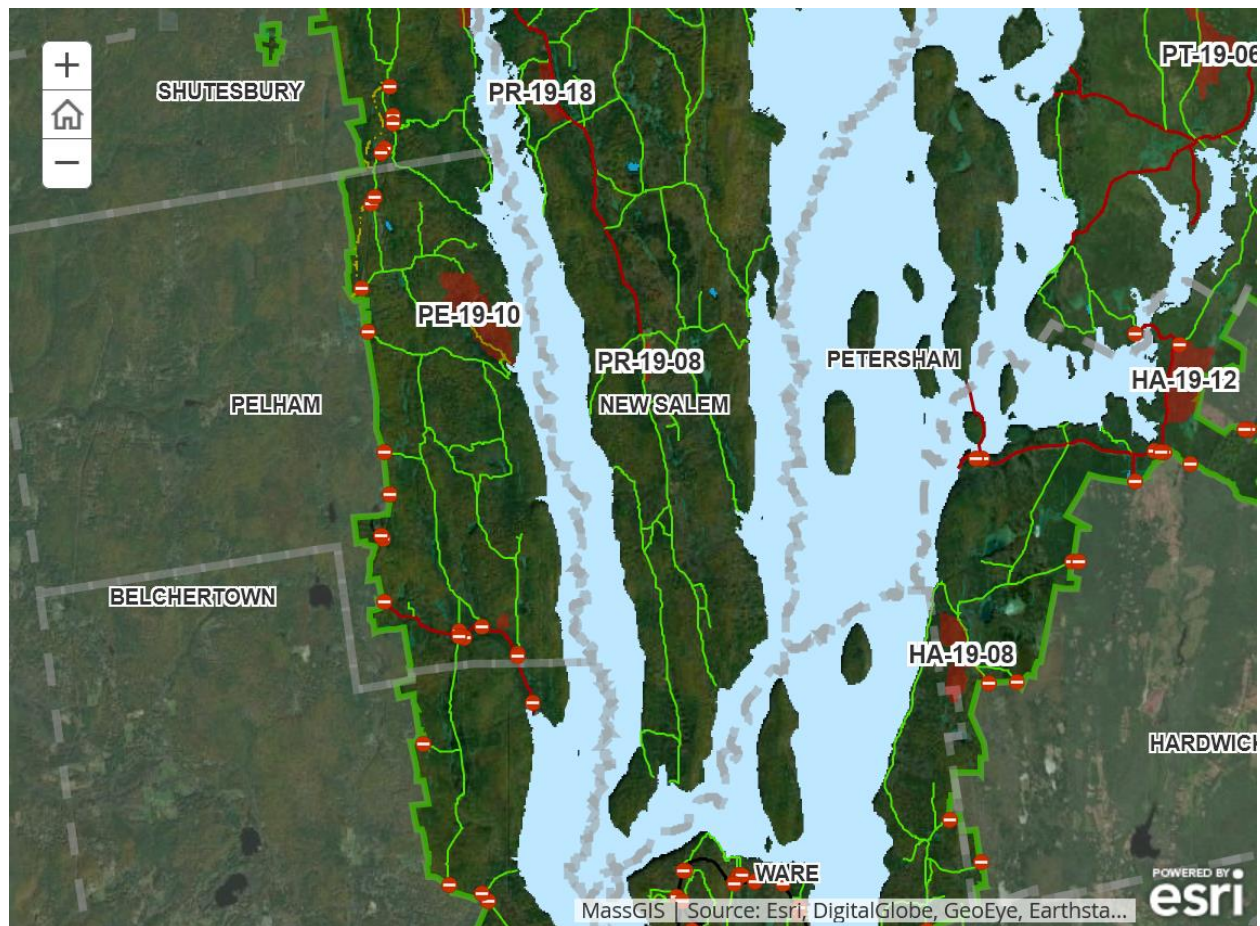 +
−
SHUTESBURY
PR-19-18
PT-19-06
PE-19-10
PR-19-08
PETERSHAM
HA-19-12
PELHAM
NEW SALEM
BELCHERTOWN
HA-19-08
HARDWICK
WARE
POWERED BY
esri
MassGIS | Source: Esri, DigitalGlobe, GeoEye, Earthsta...